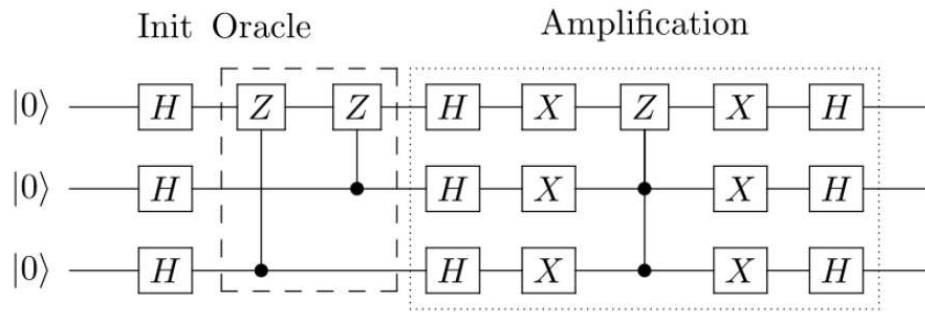 Init Oracle Amplification
|0⟩ H Z Z H X Z X H
|0⟩ H H X X H
|0⟩ H H X X H